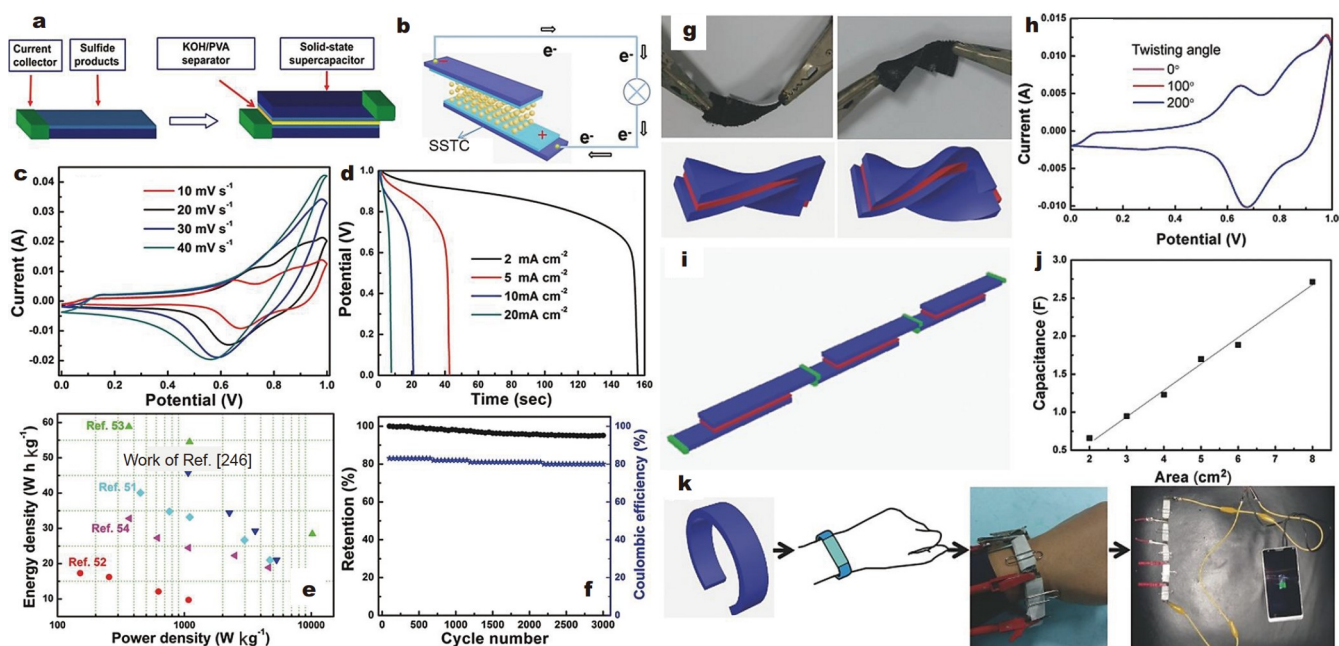 a
Current
collector
Sulfide
products
KOH/PVA
separator
Solid-state
supercapacitor
b
e-
e-
e-
e-
e-
SSTC
+
+
c
10 mV s-1
20 mV s-1
30 mV s-1
40 mV s-1
Current (A)
0.04
0.03
0.02
0.01
0.00
-0.01
-0.02
0.0 0.2 0.4 0.6 0.8 1.0
Potential (V)
d
2 mA cm-2
5 mA cm-2
10mA cm-2
20mA cm-2
Potential (V)
1.0
0.8
0.6
0.4
0.2
0.0
0 20 40 60 80 100 120 140 160
Time (sec)
e
Ref. 53
Work of Ref. [246]
Ref. 51
Ref. 54
Ref. 52
Energy density (W h kg-1)
60
50
40
30
20
10
100 1000 10000
Power density (W kg-1)
f
Retention (%)
100
80
60
40
20
0
Coulombic efficiency (%)
100
80
60
40
20
0
0 500 1000 1500 2000 2500 3000
Cycle number
g
h
Twisting angle
0°
100°
200°
Current (A)
0.015
0.010
0.005
0.000
-0.005
-0.010
0.0 0.2 0.4 0.6 0.8 1.0
Potential (V)
i
j
Capacitance (F)
3.0
2.5
2.0
1.5
1.0
0.5
2 3 4 5 6 7 8
Area (cm2)
k